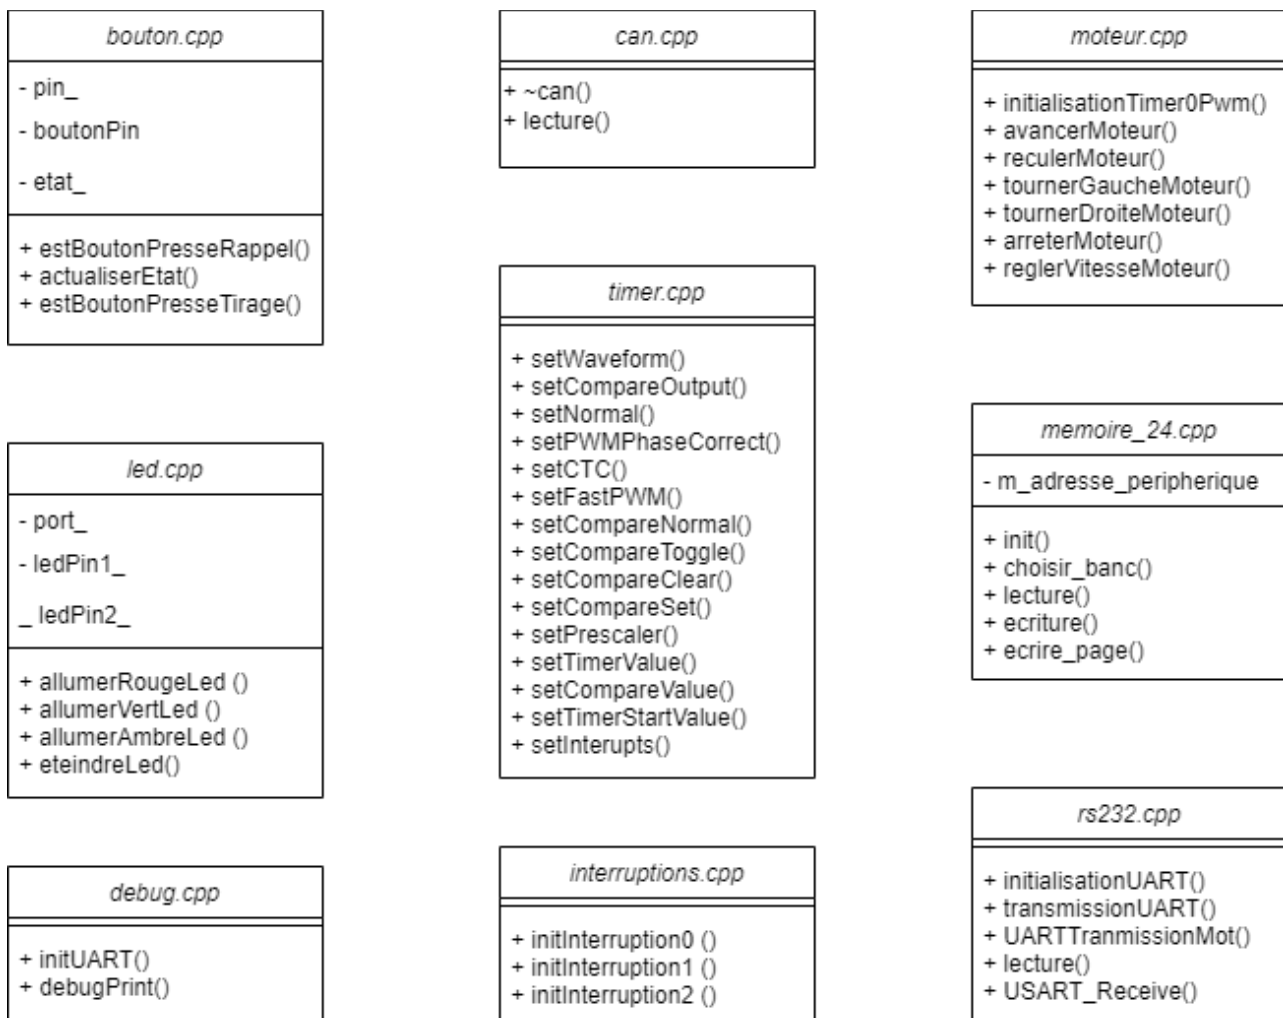 bouton.cpp
- pin_
- boutonPin
- etat_
+ estBoutonPresseRappel()
+ actualiserEtat()
+ estBoutonPresseTirage()
led.cpp
- port_
- ledPin1_
_ ledPin2_
+ allumerRougeLed ()
+ allumerVertLed ()
+ allumerAmbreLed ()
+ eteindreLed()
debug.cpp
+ initUART()
+ debugPrint()
can.cpp
+ ~can()
+ lecture()
timer.cpp
+ setWaveform()
+ setCompareOutput()
+ setNormal()
+ setPWMPhaseCorrect()
+ setCTC()
+ setFastPWM()
+ setCompareNormal()
+ setCompareToggle()
+ setCompareClear()
+ setCompareSet()
+ setPrescaler()
+ setTimerValue()
+ setCompareValue()
+ setTimerStartValue()
+ setInterupts()
interruptions.cpp
+ initInterruption0 ()
+ initInterruption1 ()
+ initInterruption2 ()
moteur.cpp
+ initialisationTimer0Pwm()
+ avancerMoteur()
+ reculerMoteur()
+ tournerGaucheMoteur()
+ tournerDroiteMoteur()
+ arreterMoteur()
+ reglerVitesseMoteur()
memoire_24.cpp
- m_adresse_peripherique
+ init()
+ choisir_banc()
+ lecture()
+ ecriture()
+ ecrire_page()
rs232.cpp
+ initialisationUART()
+ transmissionUART()
+ UARTTranmissionMot()
+ lecture()
+ USART_Receive()